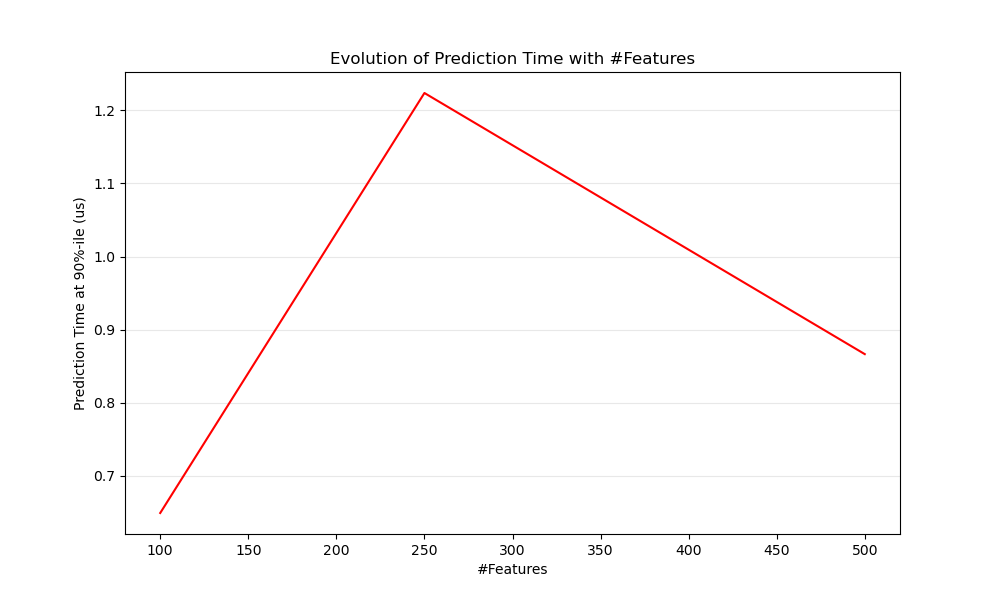 Evolution of Prediction Time with #Features
Prediction Time at 90%-ile (us)
1.2
1.1
1.0
0.9
0.8
0.7
100 150 200 250 300 350 400 450 500
#Features